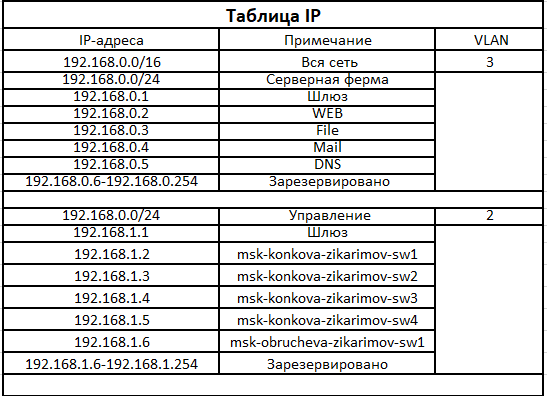 Таблица IP
IP-адреса Примечание VLAN
192.168.0.0/16 Вся сеть 3
192.168.0.0/24 Серверная ферма
192.168.0.1 Шлюз
192.168.0.2 WEB
192.168.0.3 File
192.168.0.4 Mail
192.168.0.5 DNS
192.168.0.6-192.168.0.254 Зарезервировано
192.168.0.0/24 Управление 2
192.168.1.1 Шлюз
192.168.1.2 msk-konkova-zikarimov-sw1
192.168.1.3 msk-konkova-zikarimov-sw2
192.168.1.4 msk-konkova-zikarimov-sw3
192.168.1.5 msk-konkova-zikarimov-sw4
192.168.1.6 msk-obrucheva-zikarimov-sw1
192.168.1.6-192.168.1.254 Зарезервировано